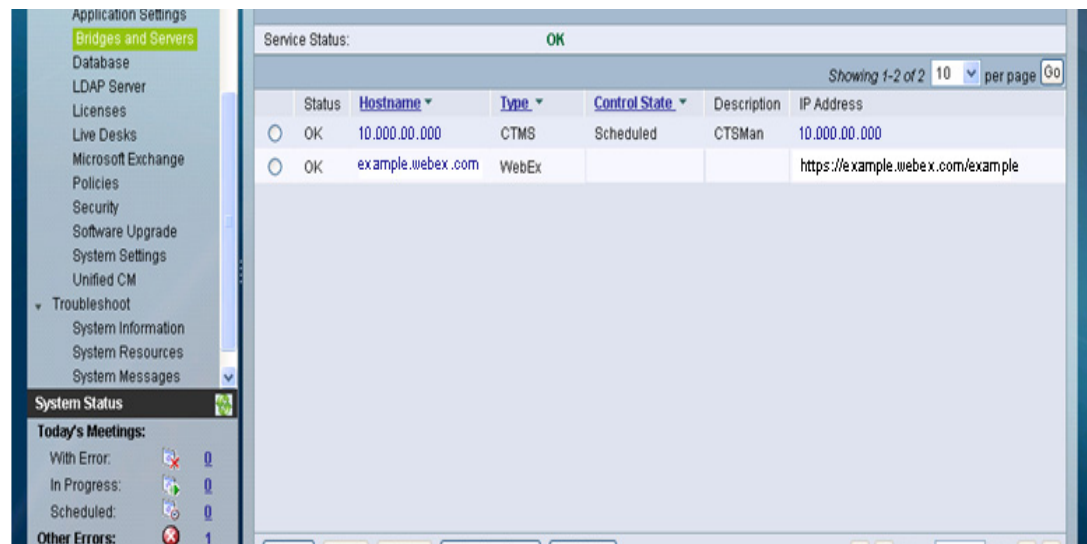 Application Settings
Bridges and Servers
Database
LDAP Server
Licenses
Live Desks
Microsoft Exchange
Policies
Security
Software Upgrade
System Settings
Unified CM
Troubleshoot
System Information
System Resources
System Messages
System Status
Today's Meetings:
With Error: 0
In Progress: 0
Scheduled: 0
Other Errors: 1
Service Status: OK
Showing 1-2 of 2 10 per page Go
Status Hostname Type Control State Description IP Address
OK 10.000.00.000 CTMS Scheduled CTSMan 10.000.00.000
OK example.webex.com WebEx https://example.webex.com/example